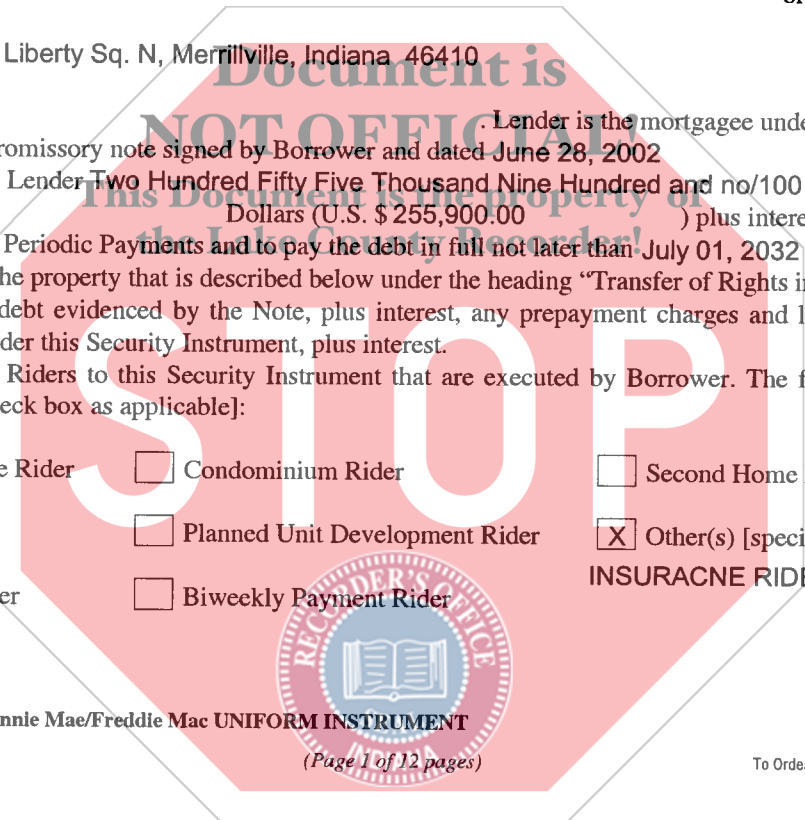 Liberty Sq. N, Merrillville, Indiana 46410
Document is
NOT OFFICIAL!
. Lender is the mortgagee unde
romissory note signed by Borrower and dated June 28, 2002
Lender Two Hundred Fifty Five Thousand Nine Hundred and no/100
This Document is the property of
Dollars (U.S. $ 255,900.00 ) plus intere
the Lake County Recorder!
Periodic Payments and to pay the debt in full not later than July 01, 2032
he property that is described below under the heading “Transfer of Rights i
debt evidenced by the Note, plus interest, any prepayment charges and l
der this Security Instrument, plus interest.
Riders to this Security Instrument that are executed by Borrower. The f
eck box as applicable]:
STOP
e Rider Condominium Rider Second Home
Planned Unit Development Rider X Other(s) [speci
INSURACNE RIDE
er Biweekly Payment Rider
RECORDER'S OFFICE
INDIANA
nnie Mae/Freddie Mac UNIFORM INSTRUMENT
(Page 1 of 12 pages)
To Orde